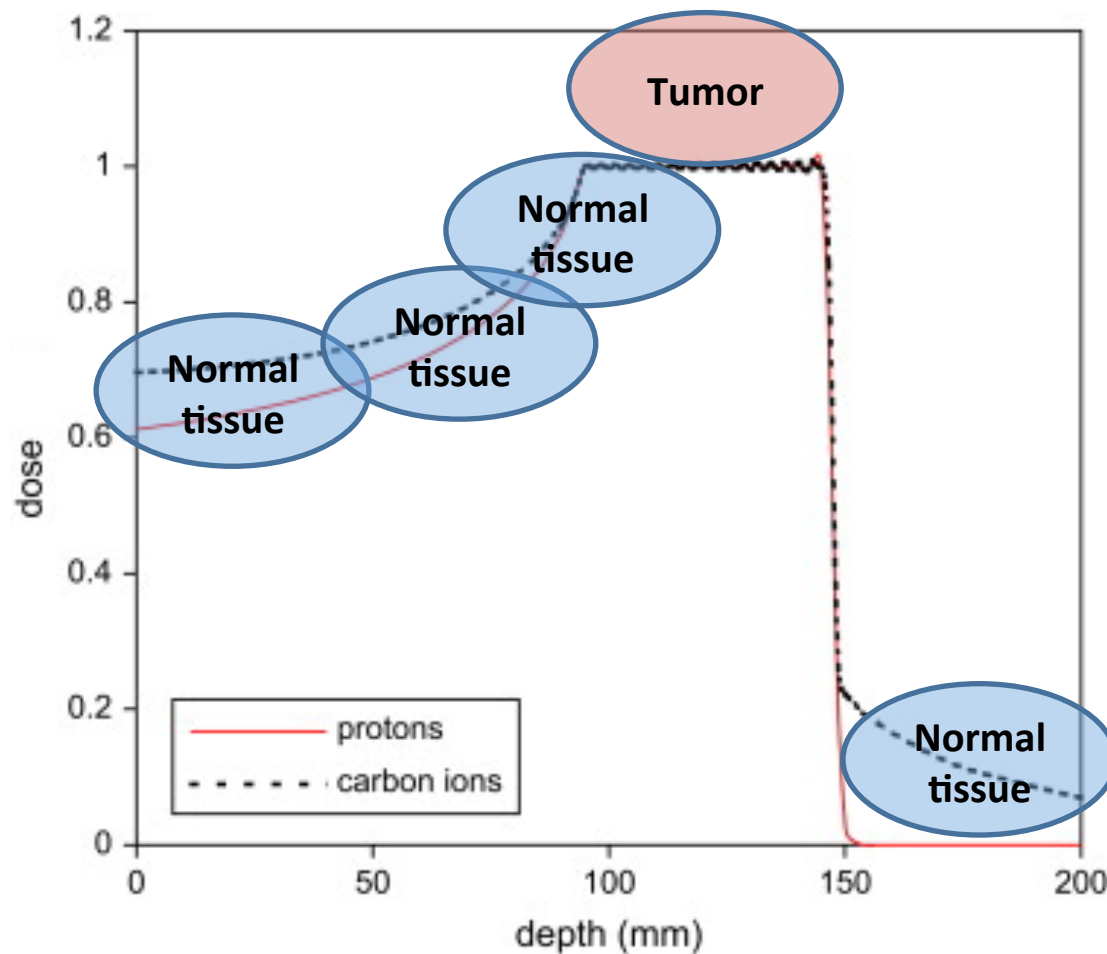 1.2
Tumor
1
Normal
tissue
0.8
Normal
tissue
Normal
tissue
0.6
dose
0.4
0.2
protons
carbon ions
Normal
tissue
0
0
50
100
150
200
depth (mm)